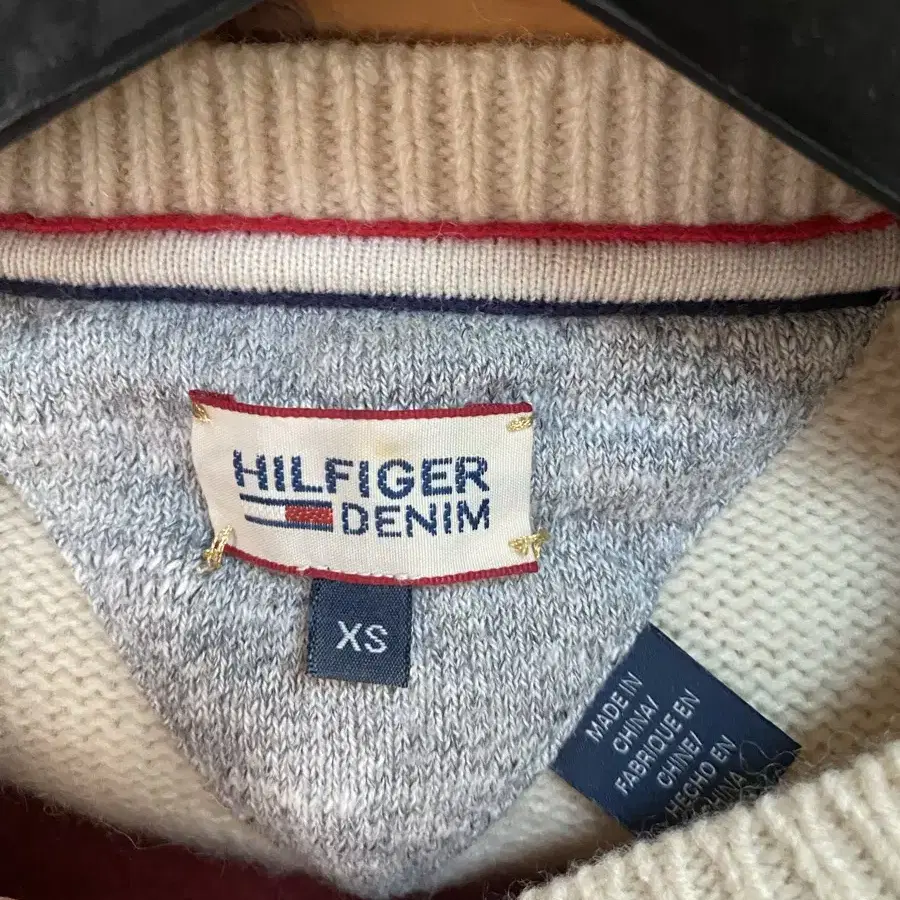 HILFIGER
DENIM
XS
MADE IN
CHINA/
FABRIQUE EN
CHINE/
HECHO EN
CHINA